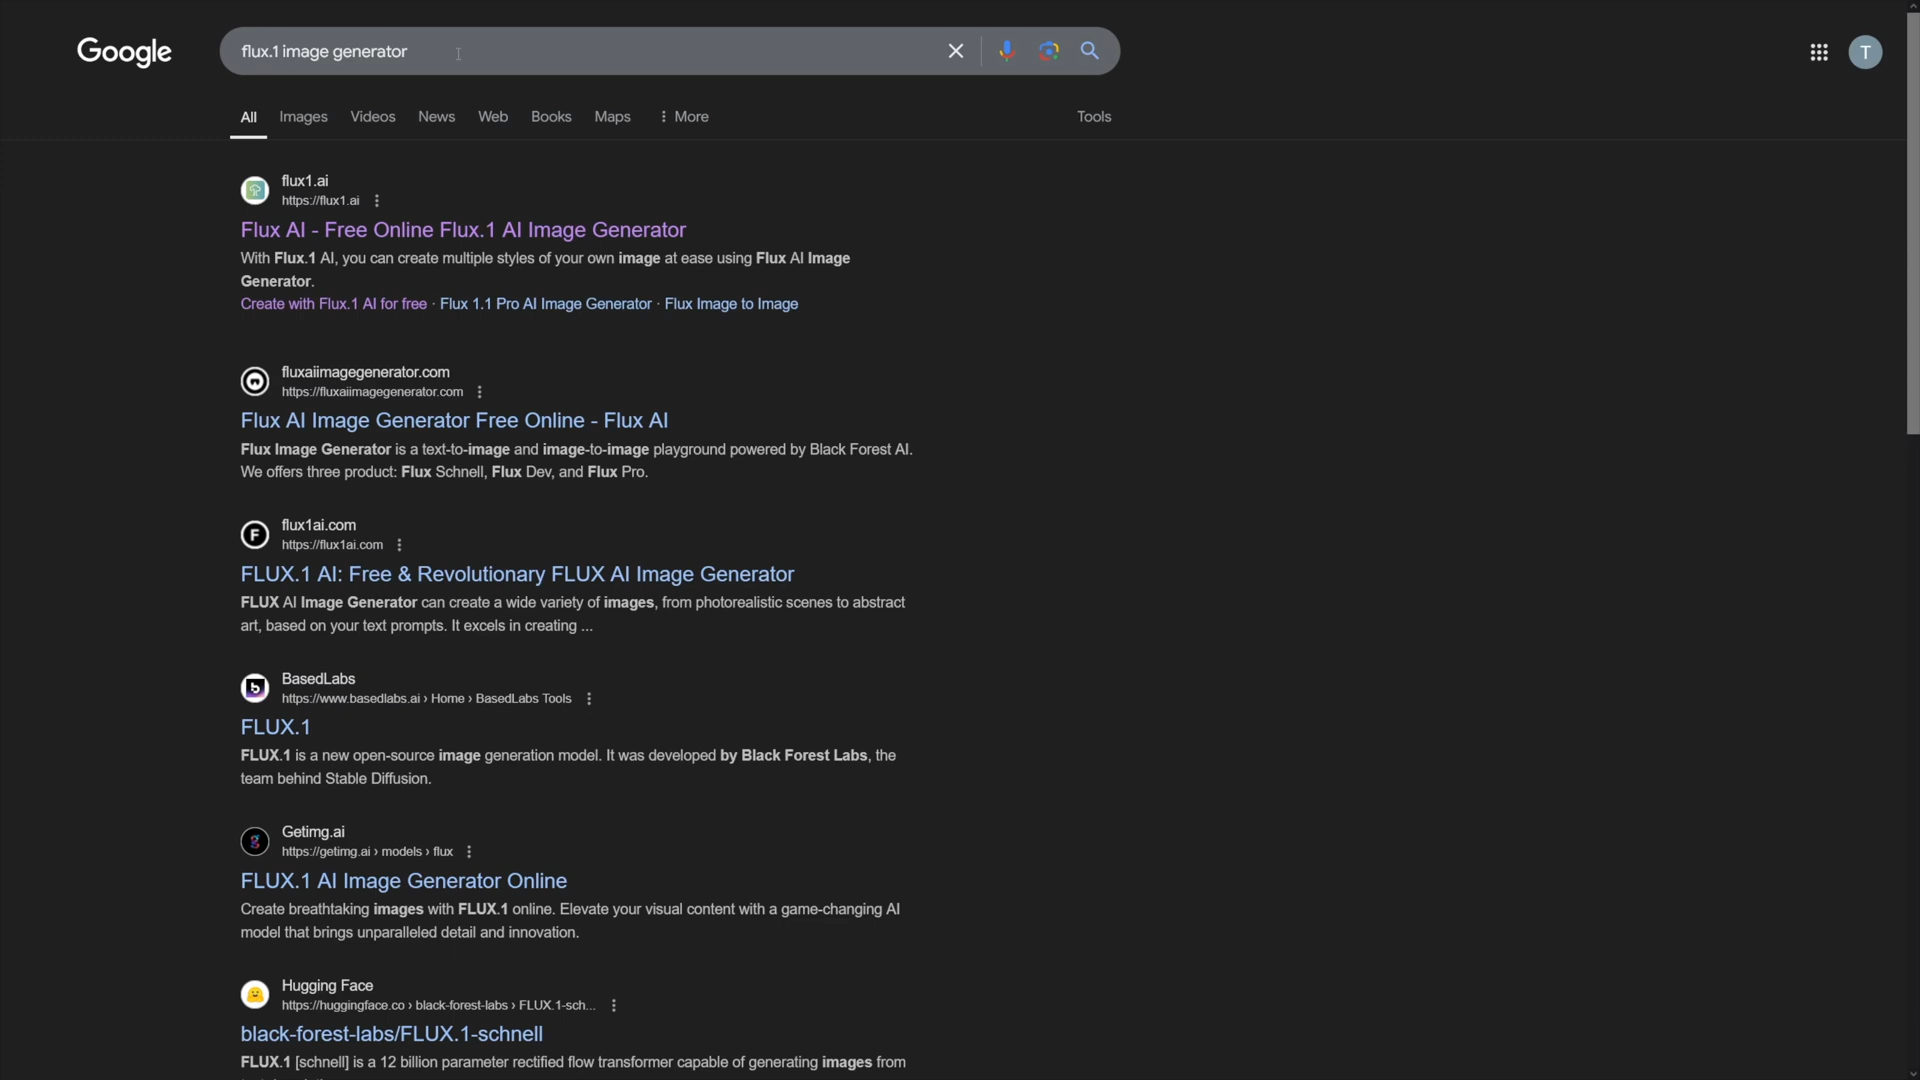 Google
flux.1 image generator
T
All Images Videos News Web Books Maps More Tools
flux1.ai
https://flux1.ai
Flux AI - Free Online Flux.1 AI Image Generator
With Flux.1 AI, you can create multiple styles of your own image at ease using Flux AI Image
Generator.
Create with Flux.1 AI for free · Flux 1.1 Pro AI Image Generator · Flux Image to Image
fluxaiimagegenerator.com
https://fluxaiimagegenerator.com
Flux AI Image Generator Free Online - Flux AI
Flux Image Generator is a text-to-image and image-to-image playground powered by Black Forest AI.
We offers three product: Flux Schnell, Flux Dev, and Flux Pro.
F
flux1ai.com
https://flux1ai.com
FLUX.1 AI: Free & Revolutionary FLUX AI Image Generator
FLUX AI Image Generator can create a wide variety of images, from photorealistic scenes to abstract
art, based on your text prompts. It excels in creating ...
b
BasedLabs
https://www.basedlabs.ai › Home › BasedLabs Tools
FLUX.1
FLUX.1 is a new open-source image generation model. It was developed by Black Forest Labs, the
team behind Stable Diffusion.
g
Getimg.ai
https://getimg.ai › models › flux
FLUX.1 AI Image Generator Online
Create breathtaking images with FLUX.1 online. Elevate your visual content with a game-changing AI
model that brings unparalleled detail and innovation.
Hugging Face
https://huggingface.co › black-forest-labs › FLUX.1-sch...
black-forest-labs/FLUX.1-schnell
FLUX.1 [schnell] is a 12 billion parameter rectified flow transformer capable of generating images from